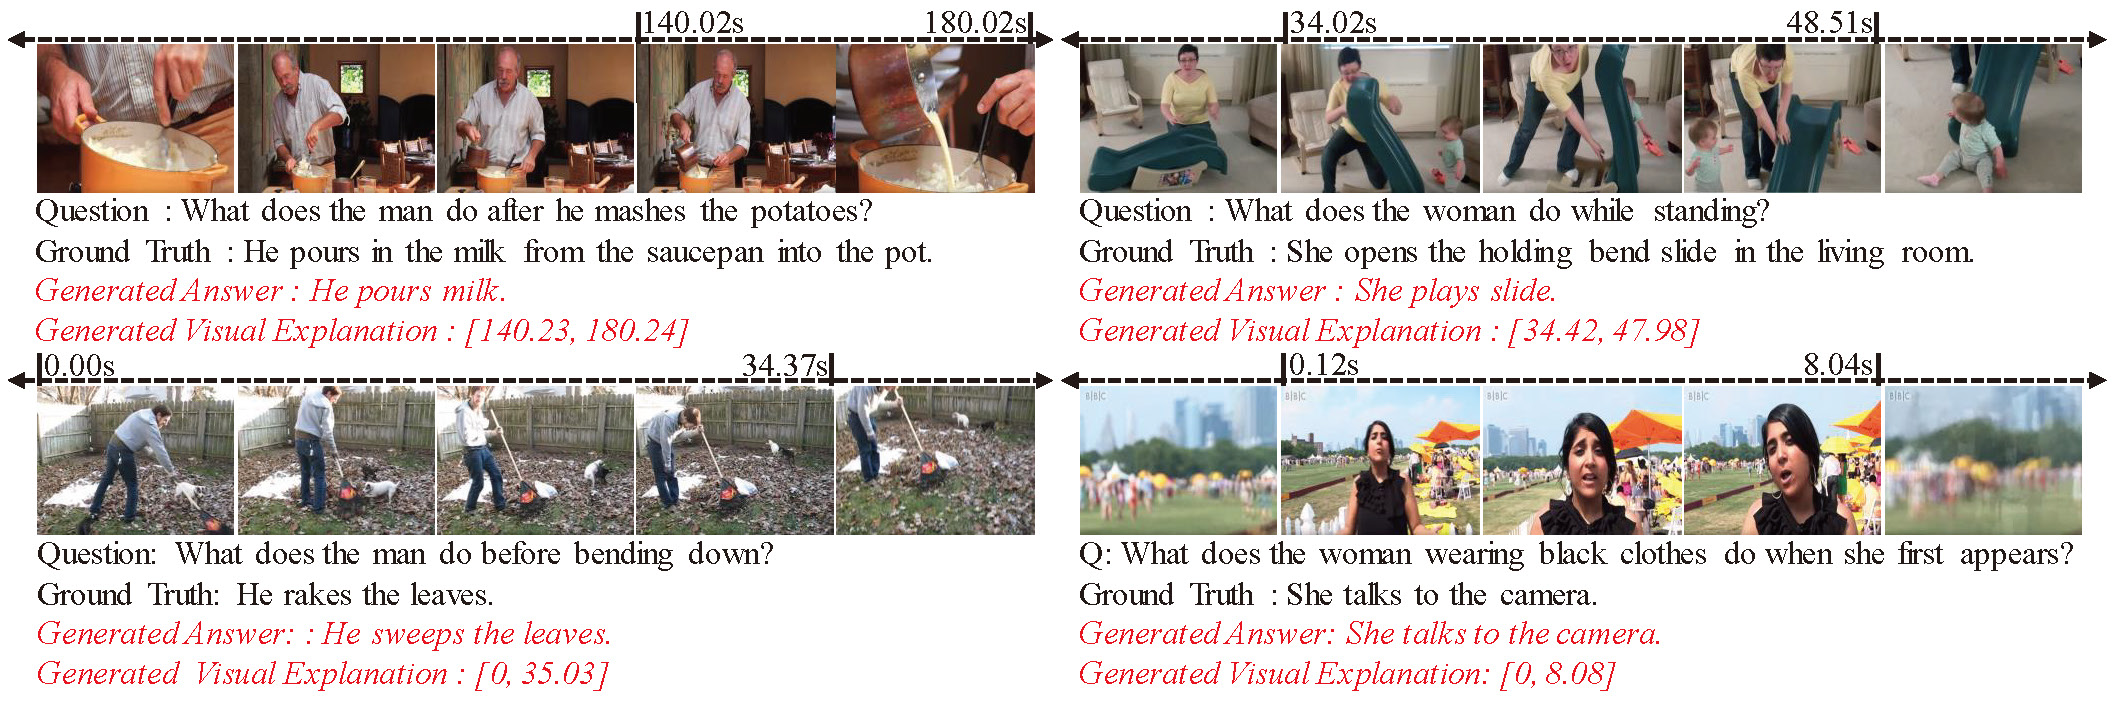 140.02s 180.02s
Question : What does the man do after he mashes the potatoes?
Ground Truth : He pours in the milk from the saucepan into the pot.
Generated Answer : He pours milk.
Generated Visual Explanation : [140.23, 180.24]
34.02s 48.51s
Question : What does the woman do while standing?
Ground Truth : She opens the holding bend slide in the living room.
Generated Answer : She plays slide.
Generated Visual Explanation : [34.42, 47.98]
0.00s 34.37s
Question: What does the man do before bending down?
Ground Truth: He rakes the leaves.
Generated Answer: : He sweeps the leaves.
Generated Visual Explanation : [0, 35.03]
0.12s 8.04s
BBC BBC BBC BBC BBC
Q: What does the woman wearing black clothes do when she first appears?
Ground Truth : She talks to the camera.
Generated Answer: She talks to the camera.
Generated Visual Explanation: [0, 8.08]